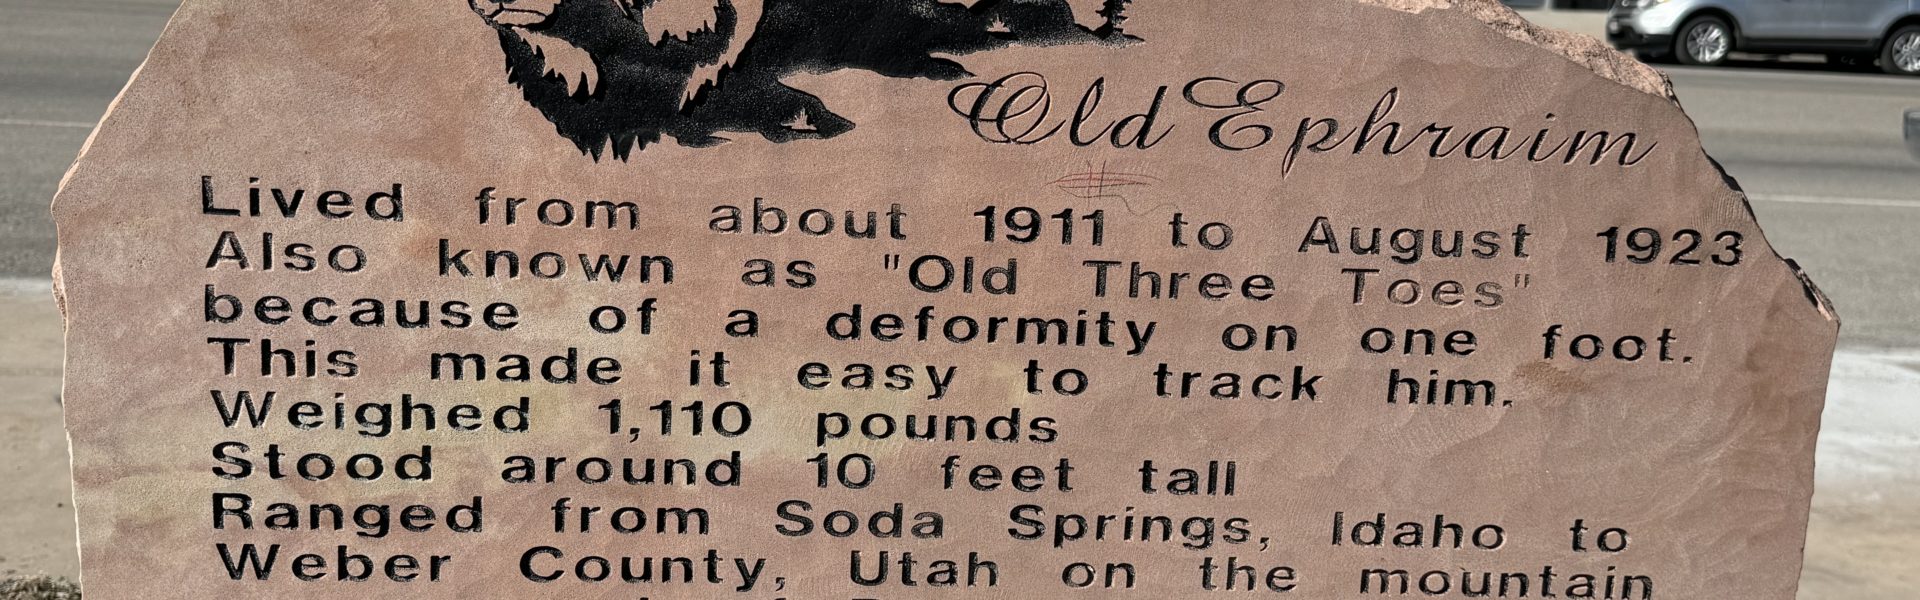 Old Ephraim
Lived from about 1911 to August 1923
Also known as "Old Three Toes"
because of a deformity on one foot.
This made it easy to track him.
Weighed 1,110 pounds
Stood around 10 feet tall
Ranged from Soda Springs, Idaho to
Weber County, Utah on the mountain